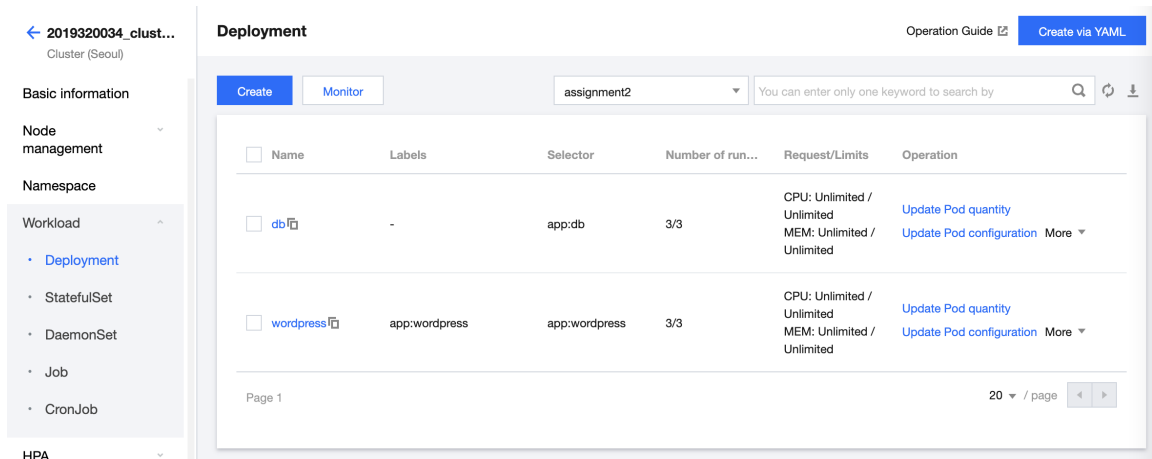 2019320034_clust...
Cluster (Seoul)
Basic information
Node
management
Namespace
Workload
• Deployment
• StatefulSet
• DaemonSet
• Job
• CronJob
HPA
Deployment
Operation Guide
Create via YAML
Create
Monitor
assignment2
You can enter only one keyword to search by
Name Labels Selector Number of run... Request/Limits Operation
db - app:db 3/3
CPU: Unlimited /
Unlimited
MEM: Unlimited /
Unlimited
Update Pod quantity
Update Pod configuration More
wordpress app:wordpress app:wordpress 3/3
CPU: Unlimited /
Unlimited
MEM: Unlimited /
Unlimited
Update Pod quantity
Update Pod configuration More
Page 1
20 / page